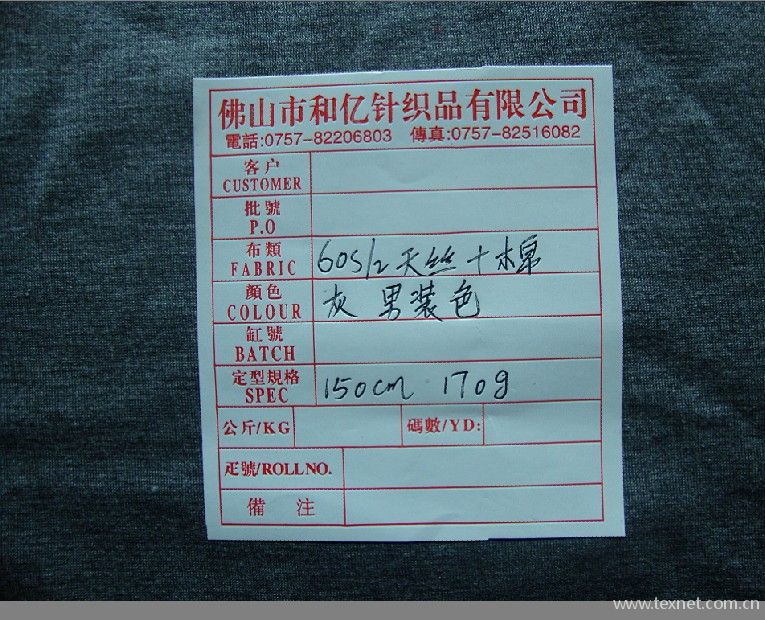 佛山市和亿针织品有限公司
電話:0757-82206803 傳真:0757-82516082
客户
CUSTOMER
批號
P.O
布類
FABRIC 60S/2 天丝+棉
顏色
COLOUR 灰 男装色
缸號
BATCH
定型規格
SPEC 150cm 170g
公斤/KG 碼數/YD:
疋號/ROLL NO.
備 注
www.texnet.com.cn